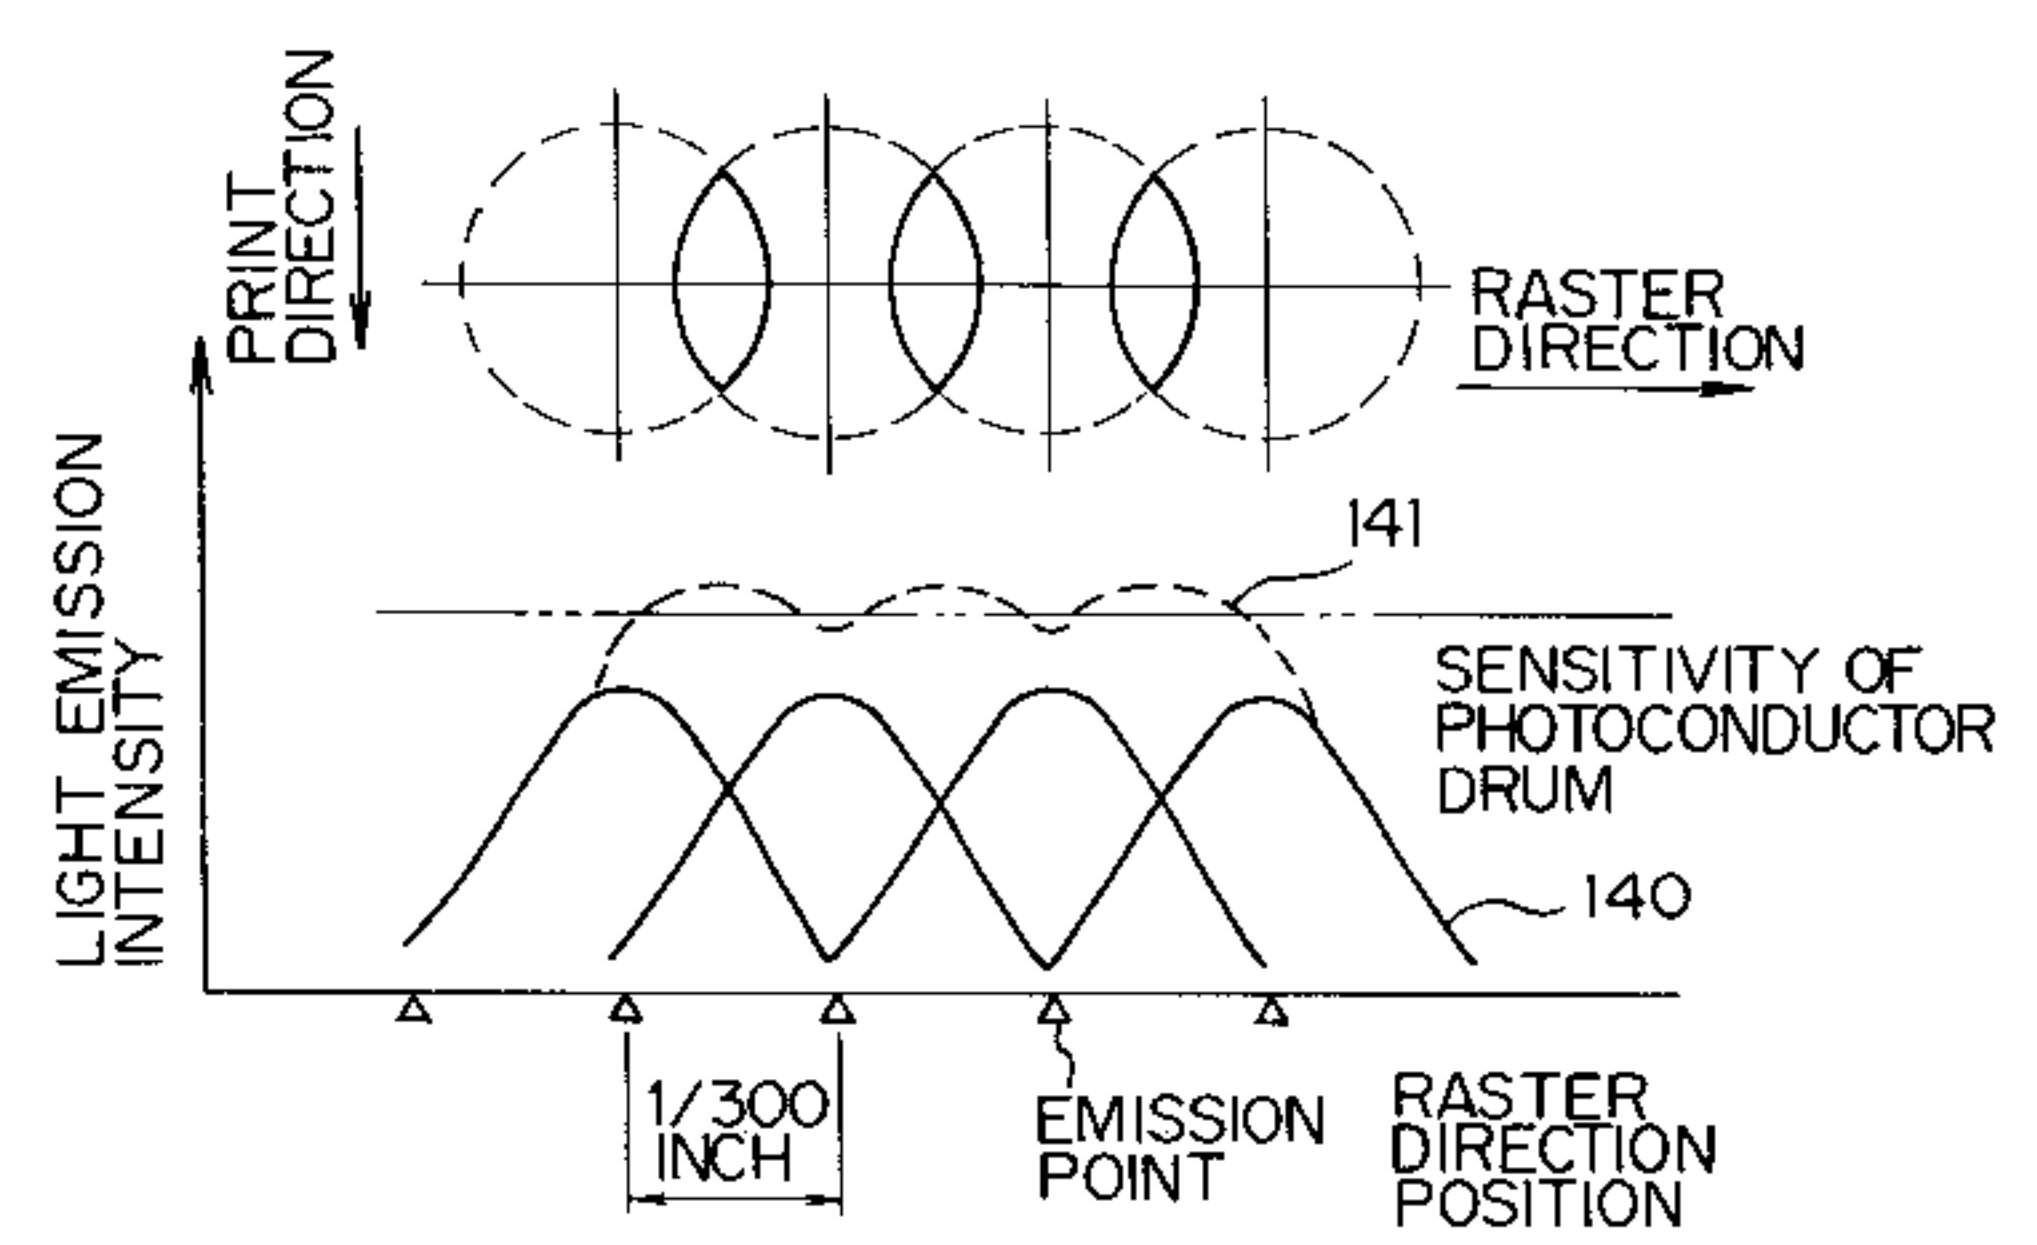 PRINT
DIRECTION
RASTER
DIRECTION
LIGHT EMISSION
INTENSITY
141
SENSITIVITY OF
PHOTOCONDUCTOR
DRUM
140
1/300
INCH
EMISSION
POINT
RASTER
DIRECTION
POSITION